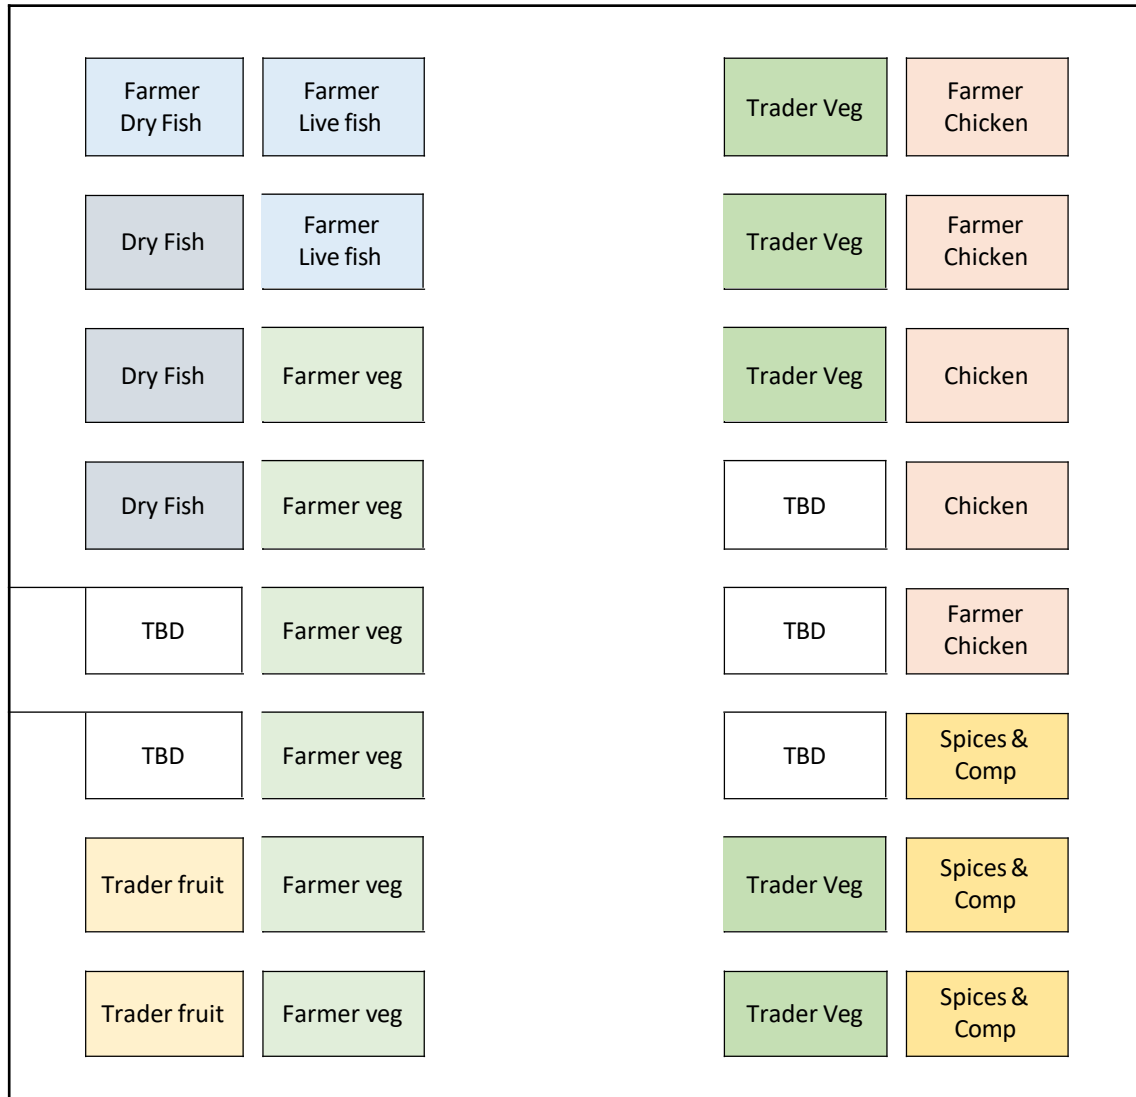 Farmer
Dry Fish
Farmer
Live fish
Trader Veg
Farmer
Chicken
Dry Fish
Farmer
Live fish
Trader Veg
Farmer
Chicken
Dry Fish
Farmer veg
Trader Veg
Chicken
Dry Fish
Farmer veg
TBD
Chicken
TBD
Farmer veg
TBD
Farmer
Chicken
TBD
Farmer veg
TBD
Spices &
Comp
Trader fruit
Farmer veg
Trader Veg
Spices &
Comp
Trader fruit
Farmer veg
Trader Veg
Spices &
Comp